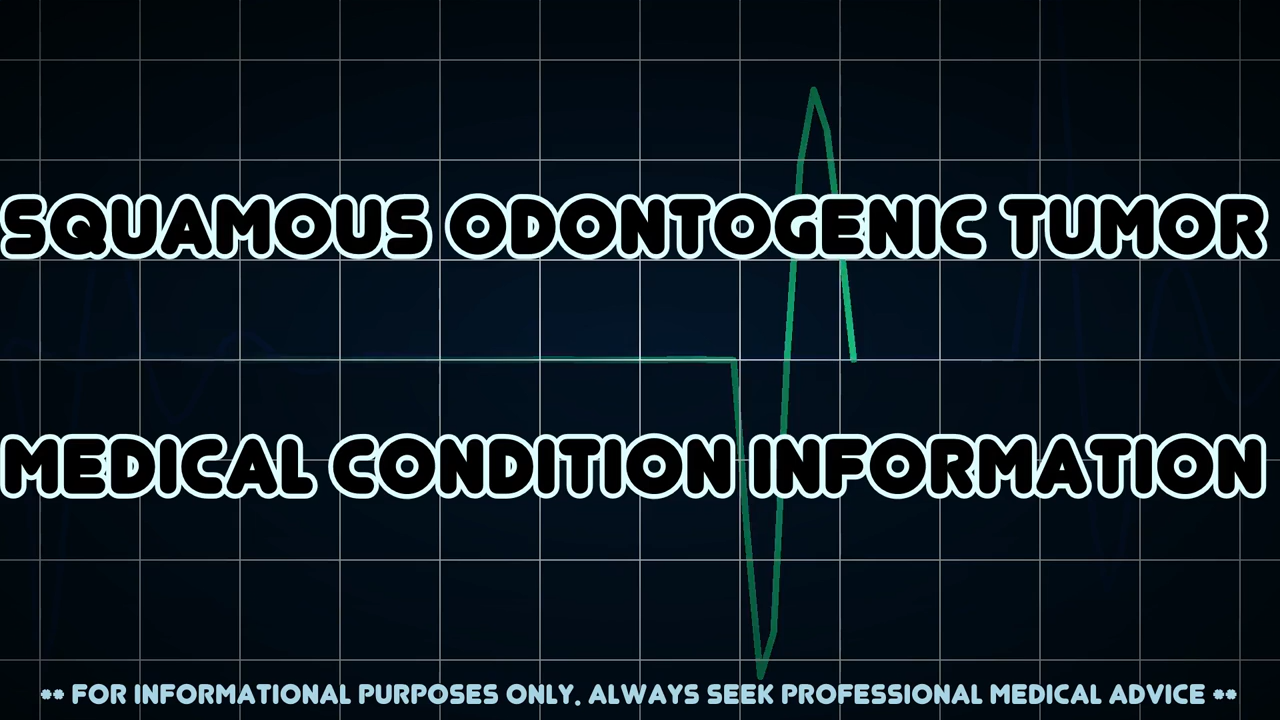 SQUAMOUS ODONTOGENIC TUMOR
MEDICAL CONDITION INFORMATION
** FOR INFORMATIONAL PURPOSES ONLY. ALWAYS SEEK PROFESSIONAL MEDICAL ADVICE **